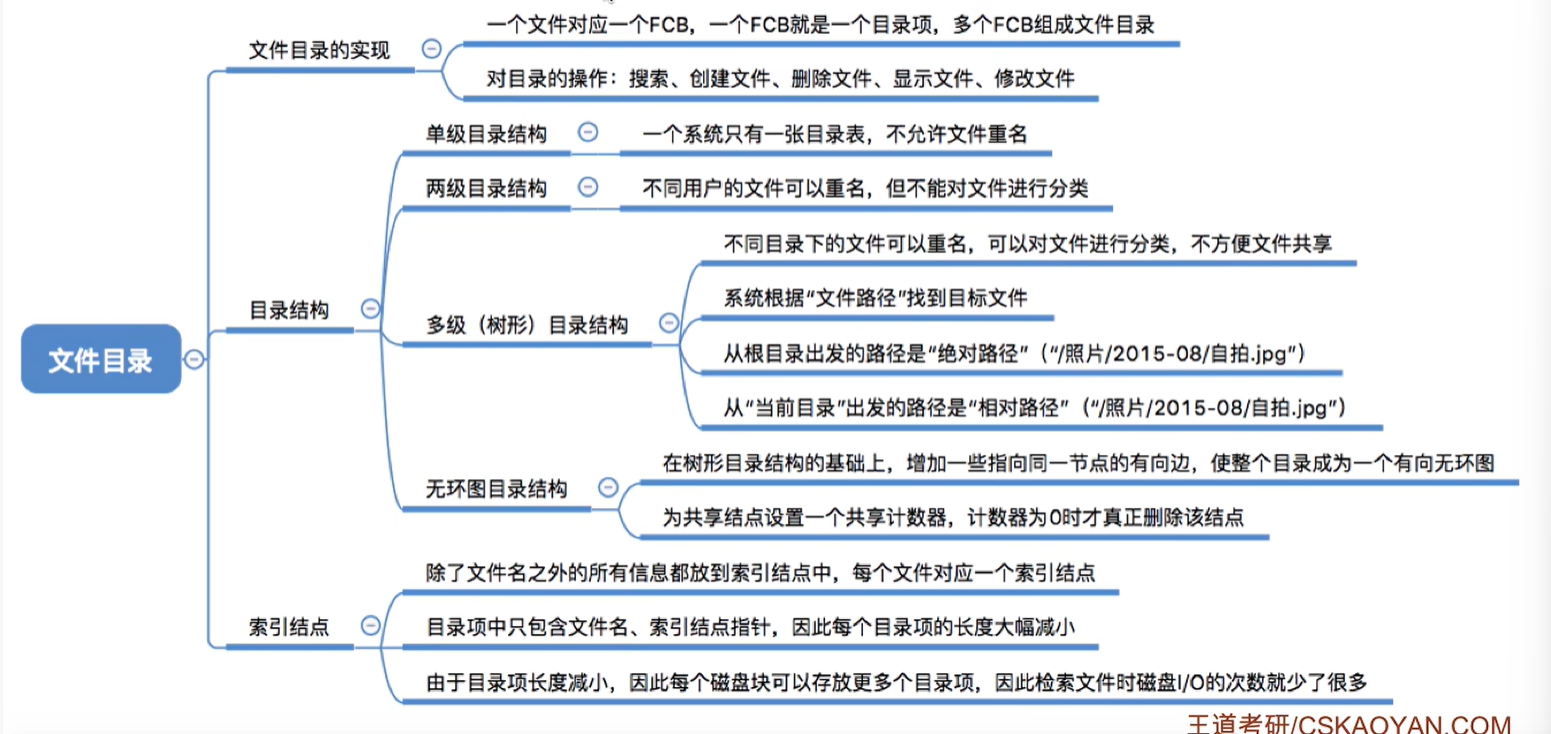 文件目录
文件目录的实现
一个文件对应一个FCB，一个FCB就是一个目录项，多个FCB组成文件目录
对目录的操作：搜索、创建文件、删除文件、显示文件、修改文件
目录结构
单级目录结构
一个系统只有一张目录表，不允许文件重名
两级目录结构
不同用户的文件可以重名，但不能对文件进行分类
多级（树形）目录结构
不同目录下的文件可以重名，可以对文件进行分类，不方便文件共享
系统根据“文件路径”找到目标文件
从根目录出发的路径是“绝对路径”（“/照片/2015-08/自拍.jpg”）
从“当前目录”出发的路径是“相对路径”（“/照片/2015-08/自拍.jpg”）
无环图目录结构
在树形目录结构的基础上，增加一些指向同一节点的有向边，使整个目录成为一个有向无环图
为共享结点设置一个共享计数器，计数器为0时才真正删除该结点
索引结点
除了文件名之外的所有信息都放到索引结点中，每个文件对应一个索引结点
目录项中只包含文件名、索引结点指针，因此每个目录项的长度大幅减小
由于目录项长度减小，因此每个磁盘块可以存放更多个目录项，因此检索文件时磁盘I/O的次数就少了很多
王道考研/CSKAOYAN.COM